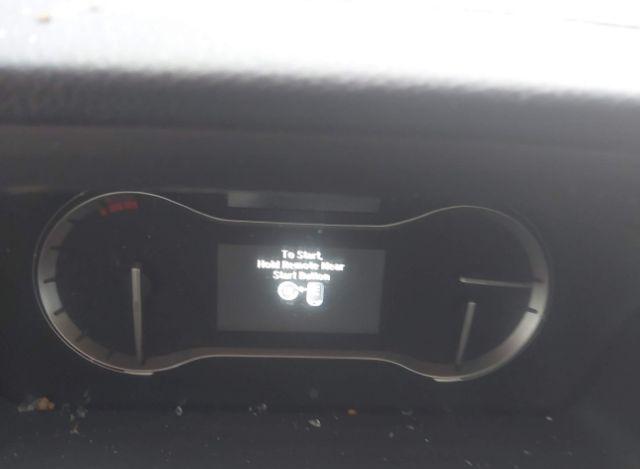 To Start,
Hold Remote Near
Start Button